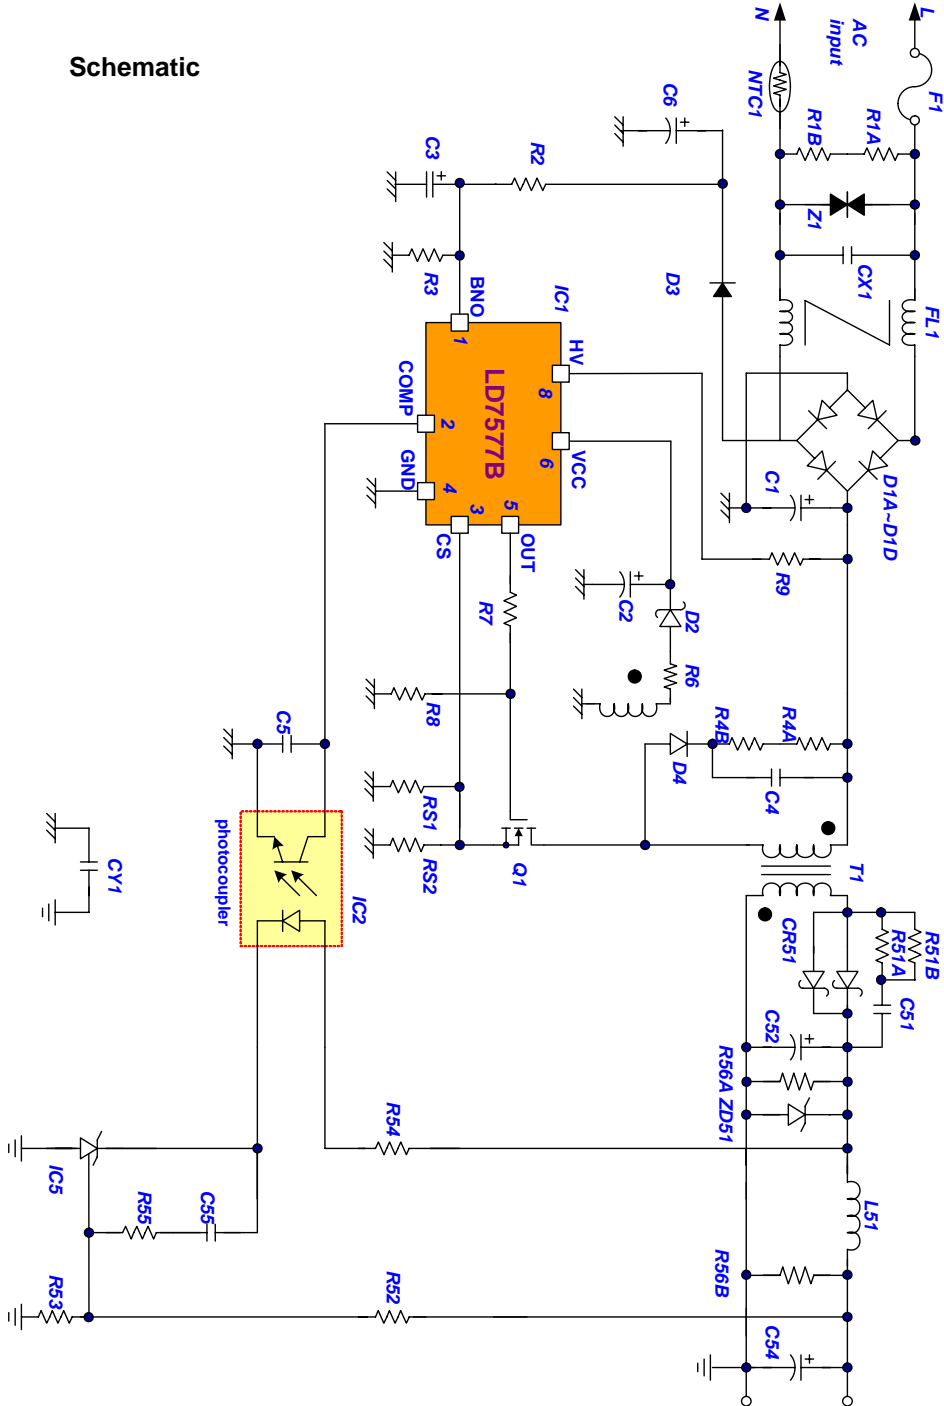 Schematic
L
F1
AC
input
N
NTC1
R1A
R1B
Z1
CX1
FL1
C6
R2
C3
R3
D3
D1A~D1D
C1
R9
IC1
LD7577B
BNO
1
HV
8
COMP
2
VCC
6
GND
4
CS
3
OUT
5
R7
R8
C2
D2
R6
R4A
R4B
C4
D4
T1
Q1
RS1
RS2
C5
IC2
photocoupler
CY1
R51B
R51A
C51
CR51
C52
R56A
ZD51
R54
L51
R56B
IC5
R55
C55
R53
R52
C54